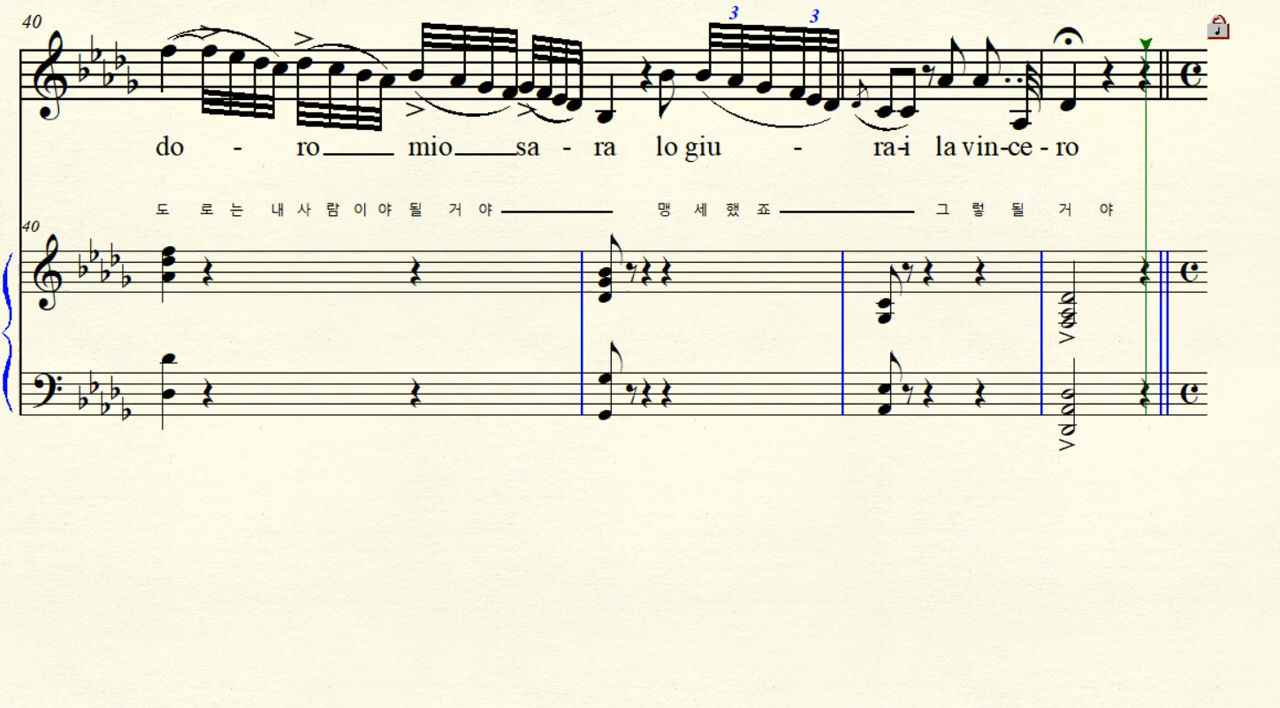 40
3 3
do - ro mio sa - ra lo giu - ra-i la vin-ce - ro
도 로 는 내 사 람 이 야 될 거 야 맹 세 했 죠 그 렇 될 거 야
40